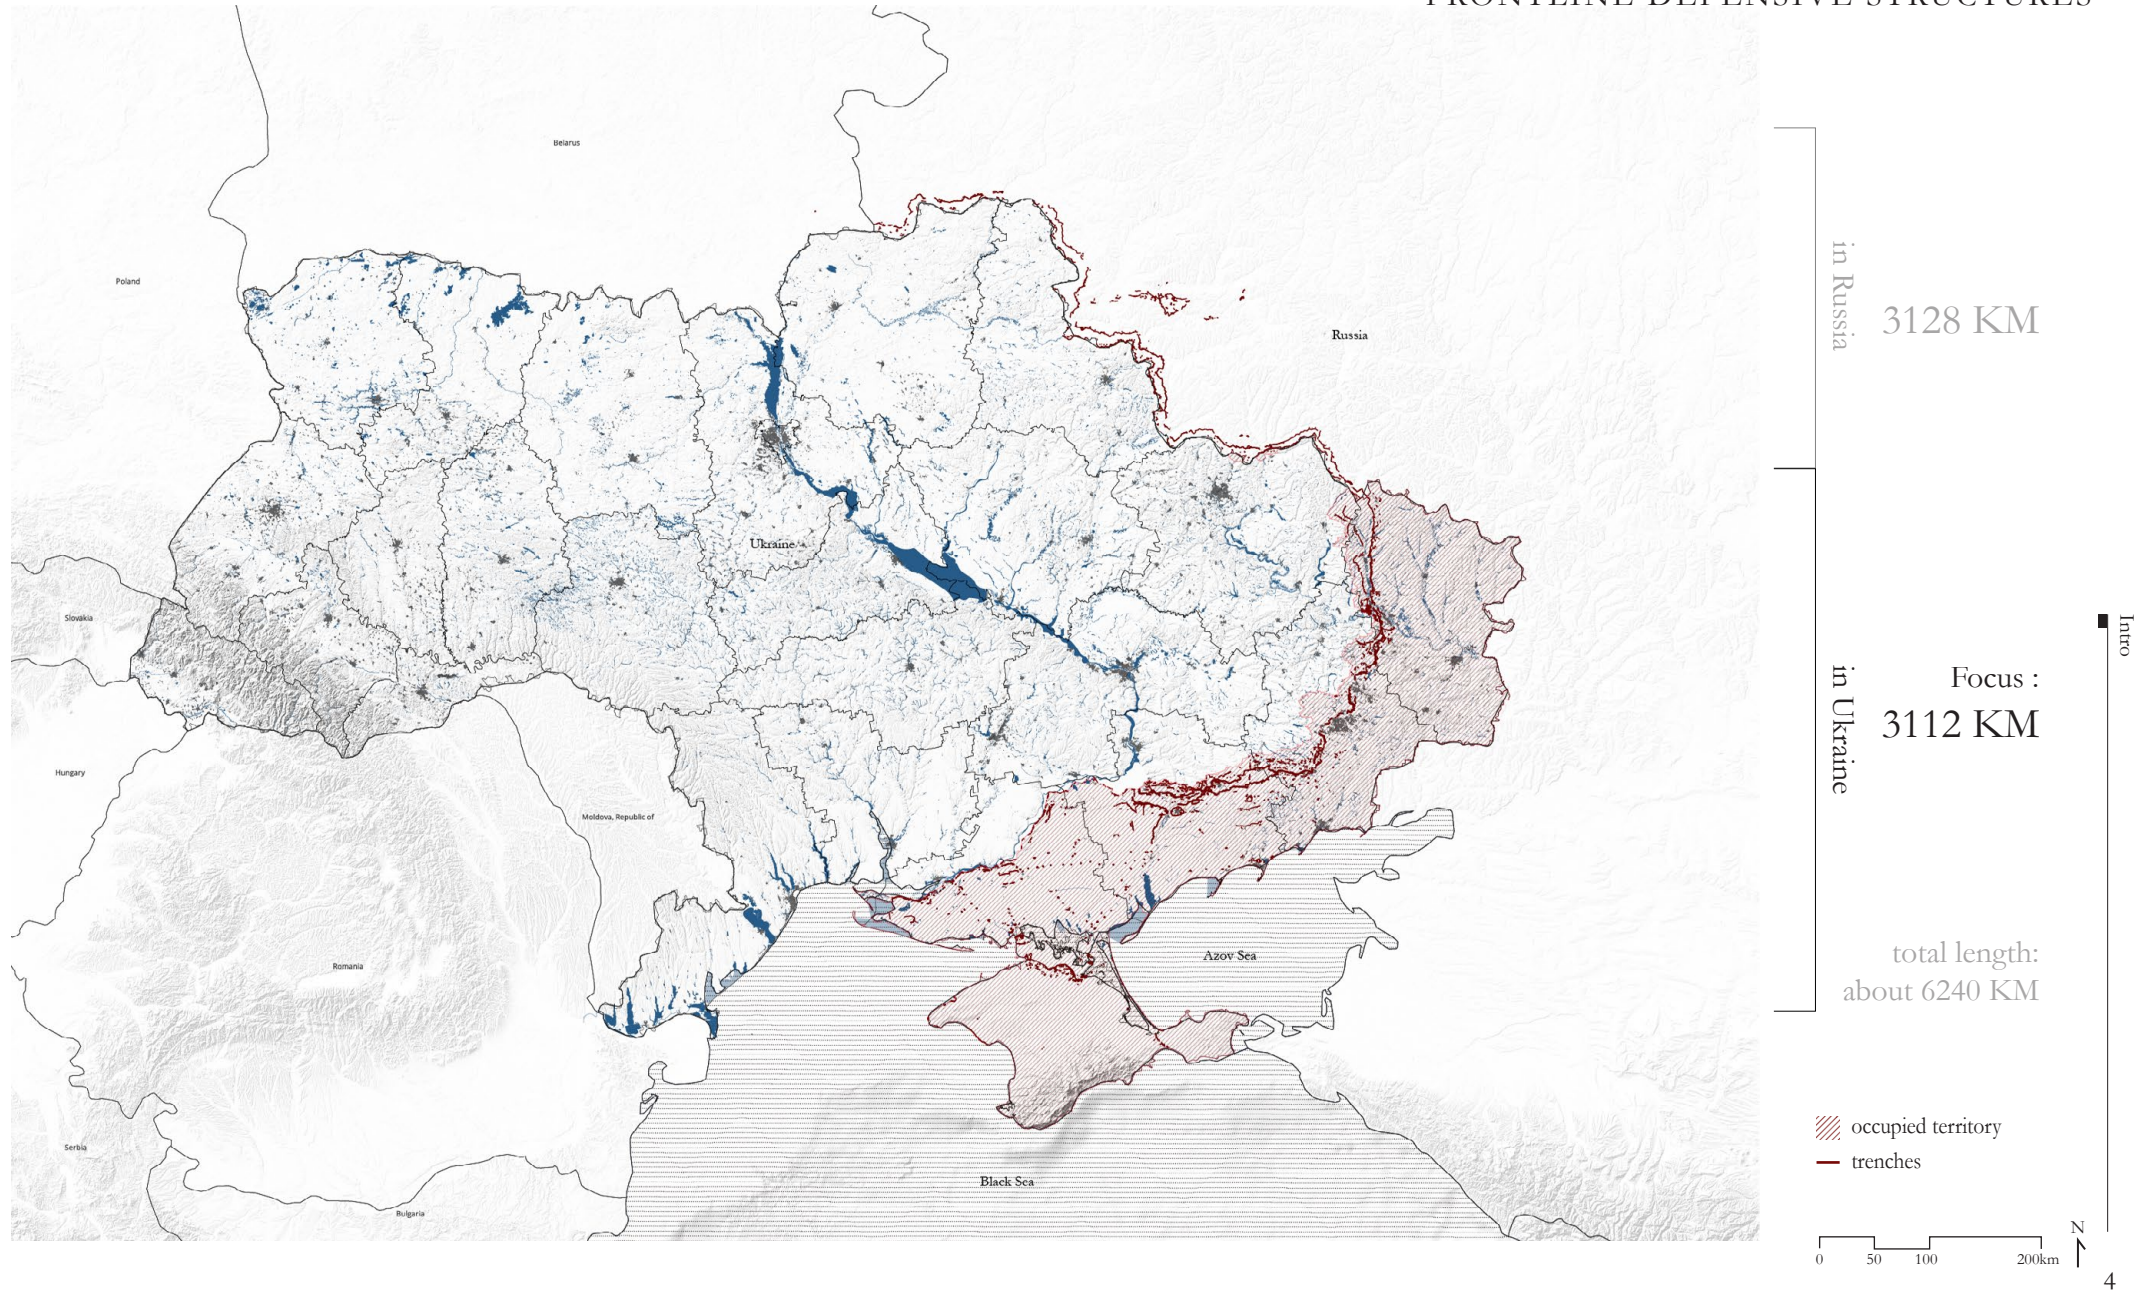 FRONTLINE DEFENSIVE STRUCTURES
Belarus
Poland
Russia
Ukraine
Slovakia
Hungary
Moldova, Republic of
Romania
Azov Sea
Serbia
Black Sea
Bulgaria
in Russia
3128 KM
in Ukraine
Focus :
3112 KM
total length:
about 6240 KM
Intro
occupied territory
trenches
0 50 100 200km
N
4